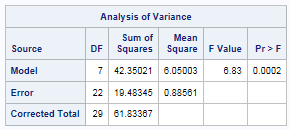 Analysis of Variance
Source DF Sum of Squares Mean Square F Value Pr > F
Model 7 42.35021 6.05003 6.83 0.0002
Error 22 19.48345 0.88561
Corrected Total 29 61.83367